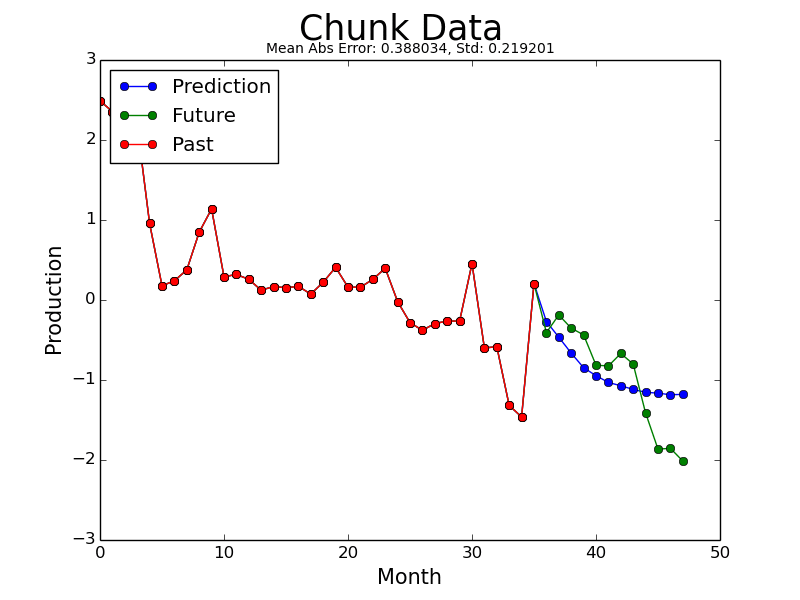 Chunk Data
Mean Abs Error: 0.388034, Std: 0.219201
Prediction
Future
Past
Production
3
2
1
0
−1
−2
−3
0 10 20 30 40 50
Month